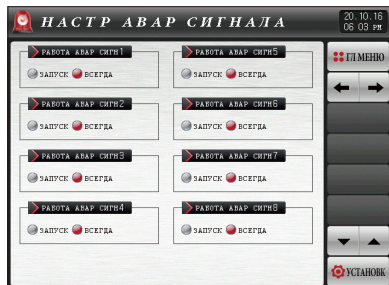 НАСТР АВАР СИГНАЛА
20.10.16
06 03 PM
РАБОТА АВАР СИГН1
ЗАПУСК ВСЕГДА
РАБОТА АВАР СИГН2
ЗАПУСК ВСЕГДА
РАБОТА АВАР СИГН3
ЗАПУСК ВСЕГДА
РАБОТА АВАР СИГН4
ЗАПУСК ВСЕГДА
РАБОТА АВАР СИГН5
ЗАПУСК ВСЕГДА
РАБОТА АВАР СИГН6
ЗАПУСК ВСЕГДА
РАБОТА АВАР СИГН7
ЗАПУСК ВСЕГДА
РАБОТА АВАР СИГН8
ЗАПУСК ВСЕГДА
ГЛ МЕНЮ
УСТАНОВК